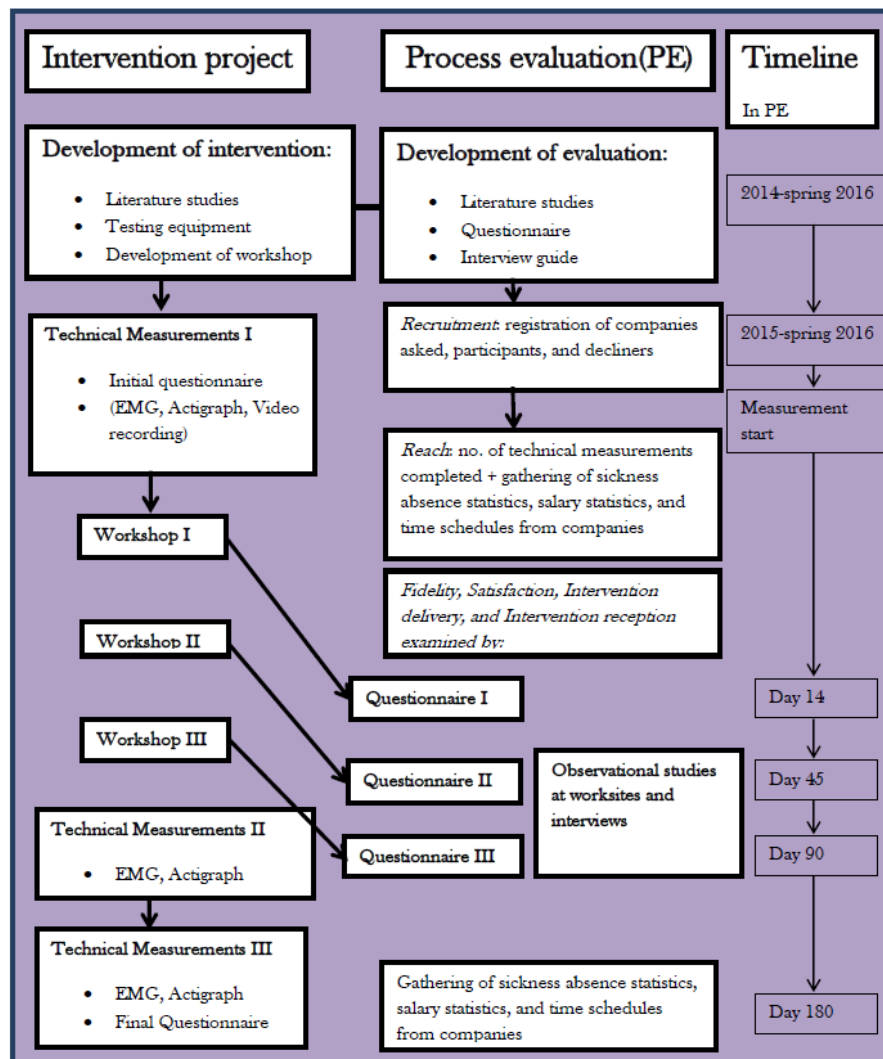 Intervention project
Process evaluation(PE)
Timeline
In PE
Development of intervention:
• Literature studies
• Testing equipment
• Development of workshop
Development of evaluation:
• Literature studies
• Questionnaire
• Interview guide
2014-spring 2016
Technical Measurements I
• Initial questionnaire
• (EMG, Actigraph, Video
recording)
Recruitment: registration of companies
asked, participants, and decliners
2015-spring 2016
Measurement
start
Reach: no. of technical measurements
completed + gathering of sickness
absence statistics, salary statistics, and
time schedules from companies
Workshop I
Fidelity, Satisfaction, Intervention
delivery, and Intervention reception
examined by:
Workshop II
Questionnaire I
Day 14
Workshop III
Questionnaire II
Observational studies
at worksites and
interviews
Day 45
Technical Measurements II
• EMG, Actigraph
Questionnaire III
Day 90
Technical Measurements III
• EMG, Actigraph
• Final Questionnaire
Gathering of sickness absence statistics,
salary statistics, and time schedules
from companies
Day 180